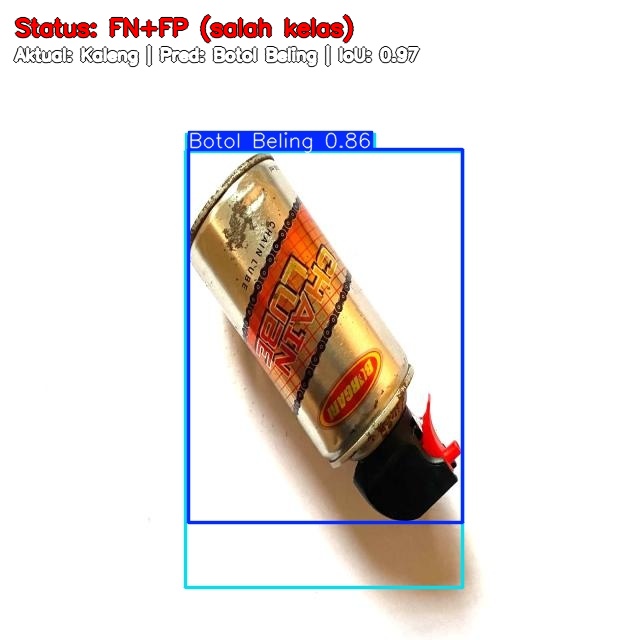 Status: FN+FP (salah kelas)
Aktual: Kaleng | Pred: Botol Beling | IoU: 0.97
Botol Beling 0.86
CHAIN LUBE
CHAIN
LUBE
BORGARI